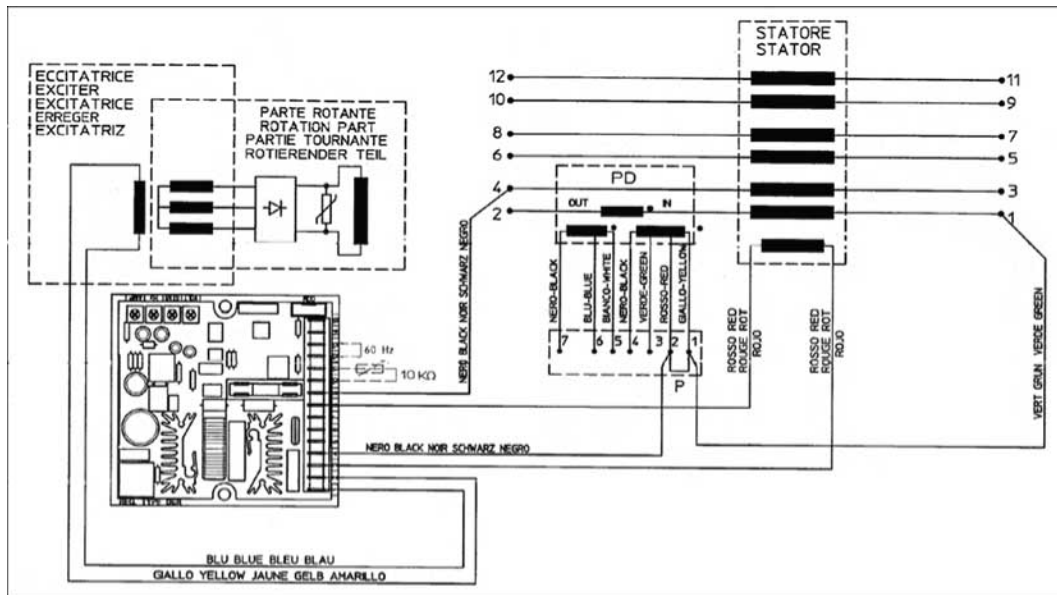 STATORE
STATOR
ECCITATRICE
EXCITER
EXCITATRICE
ERREGER
EXCITATRIZ
PARTE ROTANTE
ROTATION PART
PARTIE TOURNANTE
ROTIERENDER TEIL
12
11
10
9
8
7
6
5
4
3
2
1
PD
OUT
IN
NERO-BLACK
BLU-BLUE
BIANCO-WHITE
NERO-BLACK
VERDE-GREEN
ROSSO-RED
GIALLO-YELLOW
7
6
5
4
3
2
1
P
NERO BLACK NOIR SCHWARZ NEGRO
ROSSO RED
ROUGE ROT
ROJO
ROSSO RED
ROUGE ROT
ROJO
VERT GRUN VERDE GREEN
60 Hz
10 KΩ
NERO BLACK NOIR SCHWARZ NEGRO
BLU BLUE BLEU BLAU
GIALLO YELLOW JAUNE GELB AMARILLO